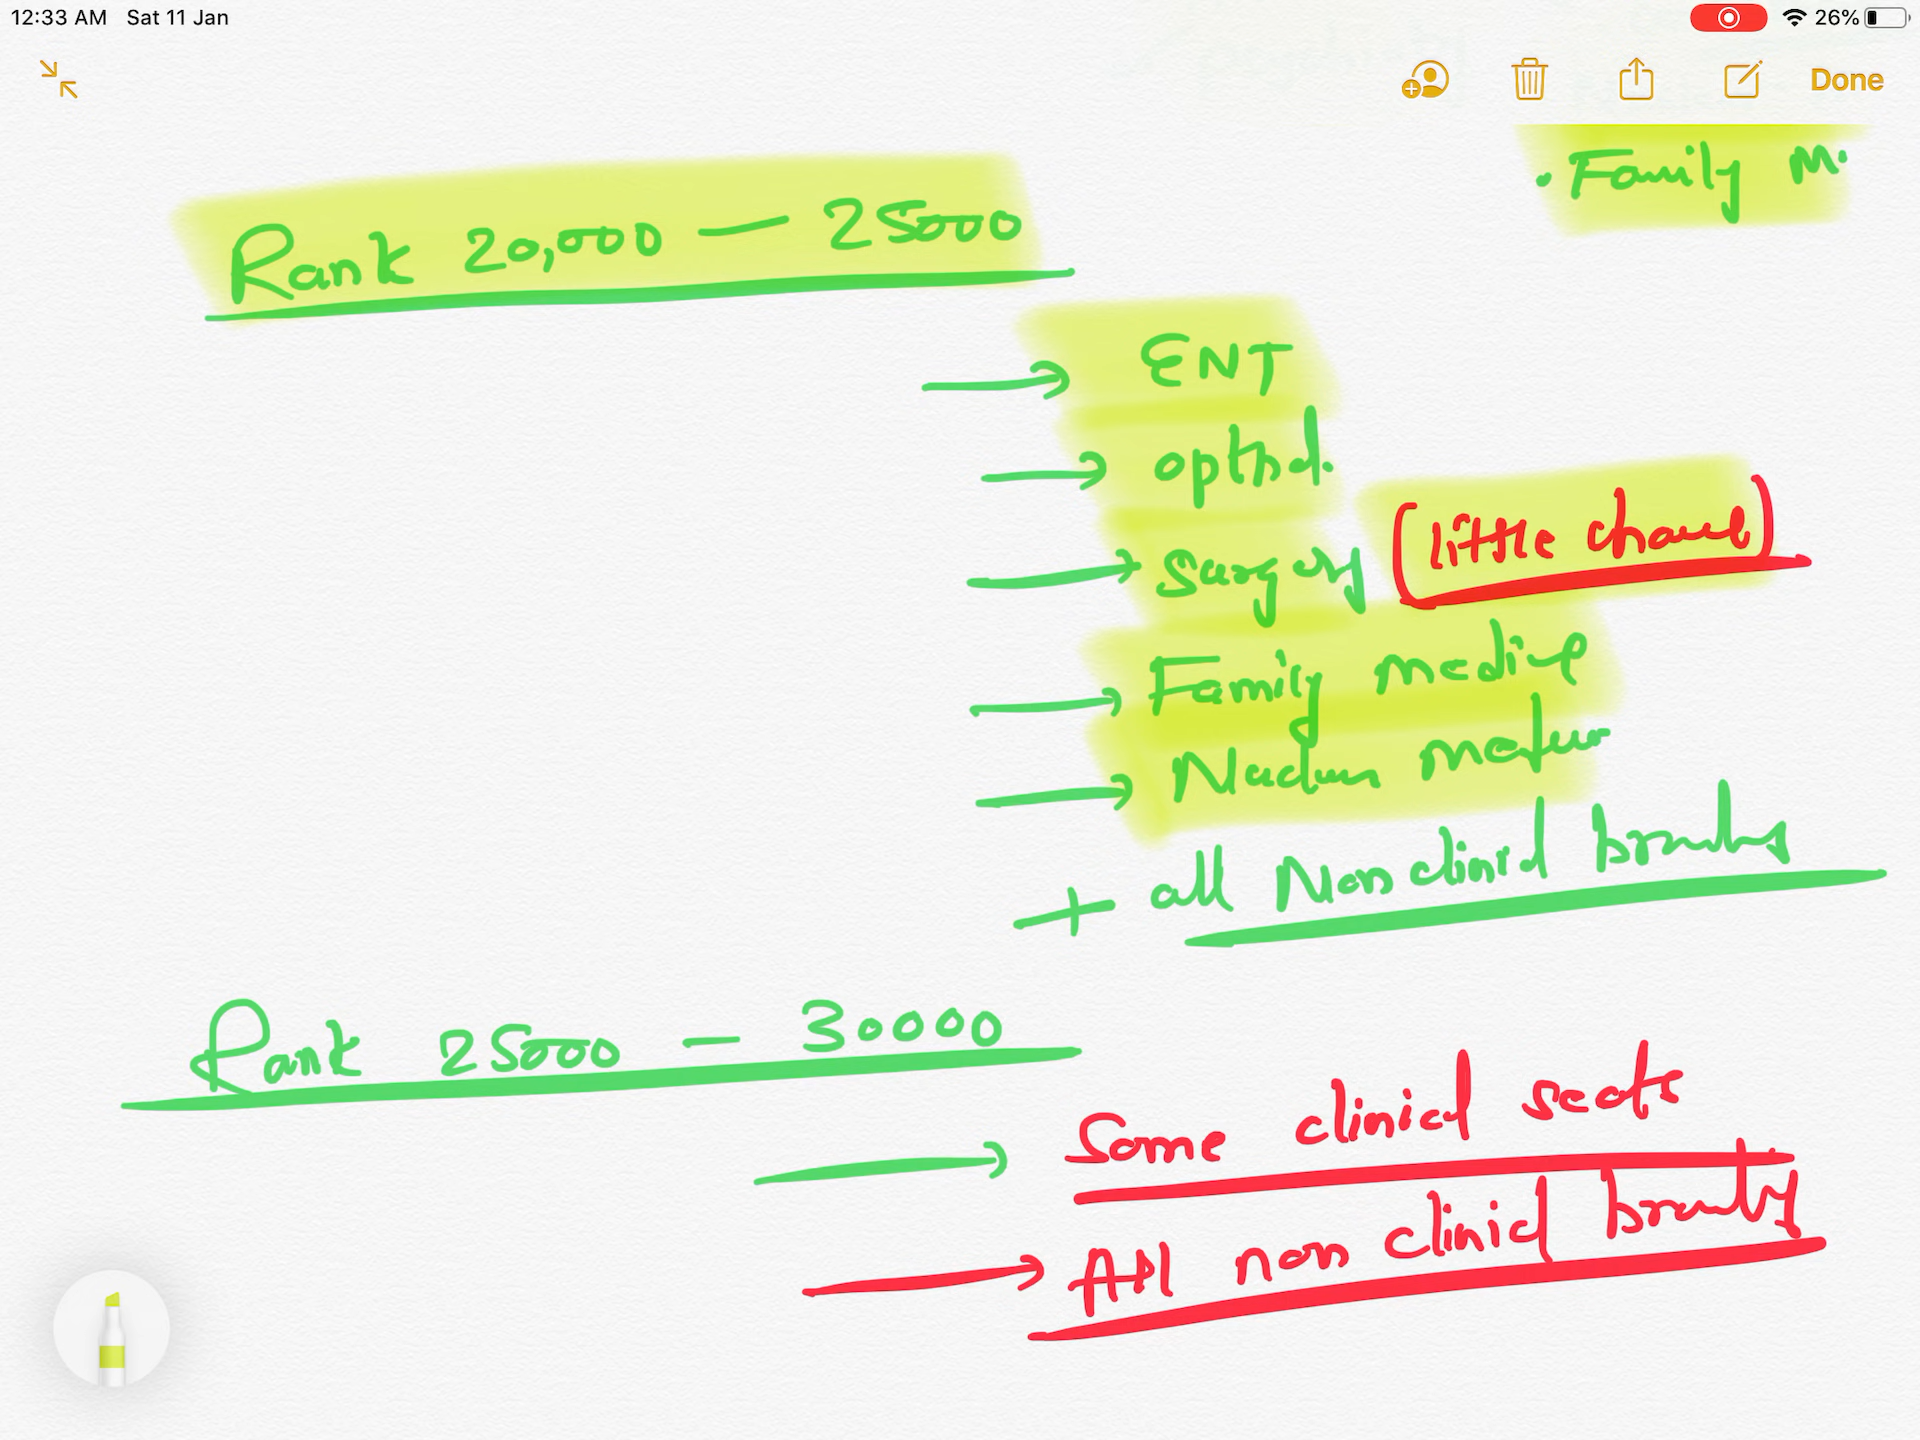 12:33 AM Sat 11 Jan
26%
Done
. Family M.
Rank 20,000 — 25000
→ ENT
→ opthal.
→ Surgery (little chance)
→ Family medicine
→ Nuclear
+ all Non clinical branches
Rank 25000 - 30000
→ Some clinical seats
→ All non clinical branches